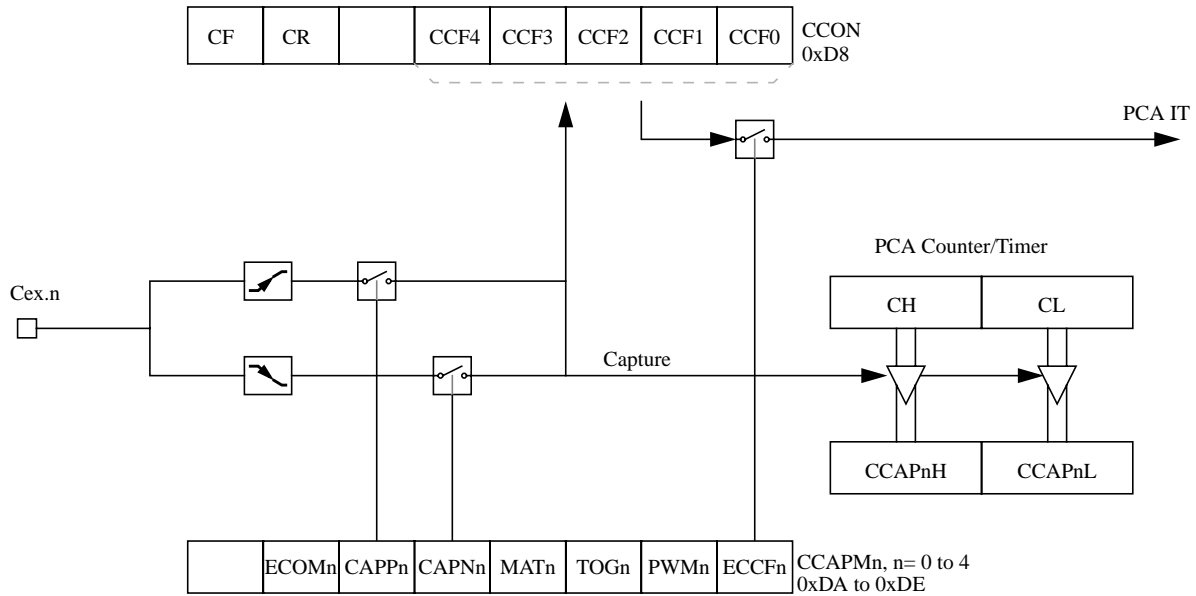 CF CR CCF4 CCF3 CCF2 CCF1 CCF0 CCON
0xD8
PCA IT
PCA Counter/Timer
Cex.n
CH CL
Capture
CCAPnH CCAPnL
ECOMn CAPPn CAPNn MATn TOGn PWMn ECCFn CCAPMn, n= 0 to 4
0xDA to 0xDE